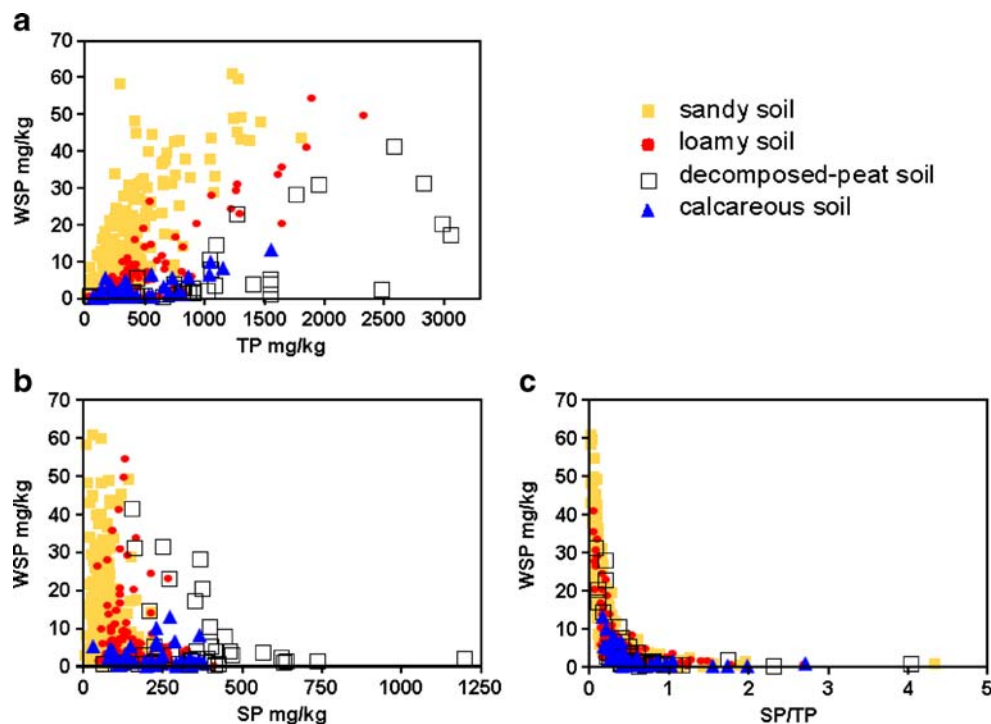 a
70
60
50
40
30
20
10
0
WSP mg/kg
0 500 1000 1500 2000 2500 3000
TP mg/kg
sandy soil
loamy soil
decomposed-peat soil
calcareous soil
b
70
60
50
40
30
20
10
0
WSP mg/kg
0 250 500 750 1000 1250
SP mg/kg
c
70
60
50
40
30
20
10
0
WSP mg/kg
0 1 2 3 4 5
SP/TP